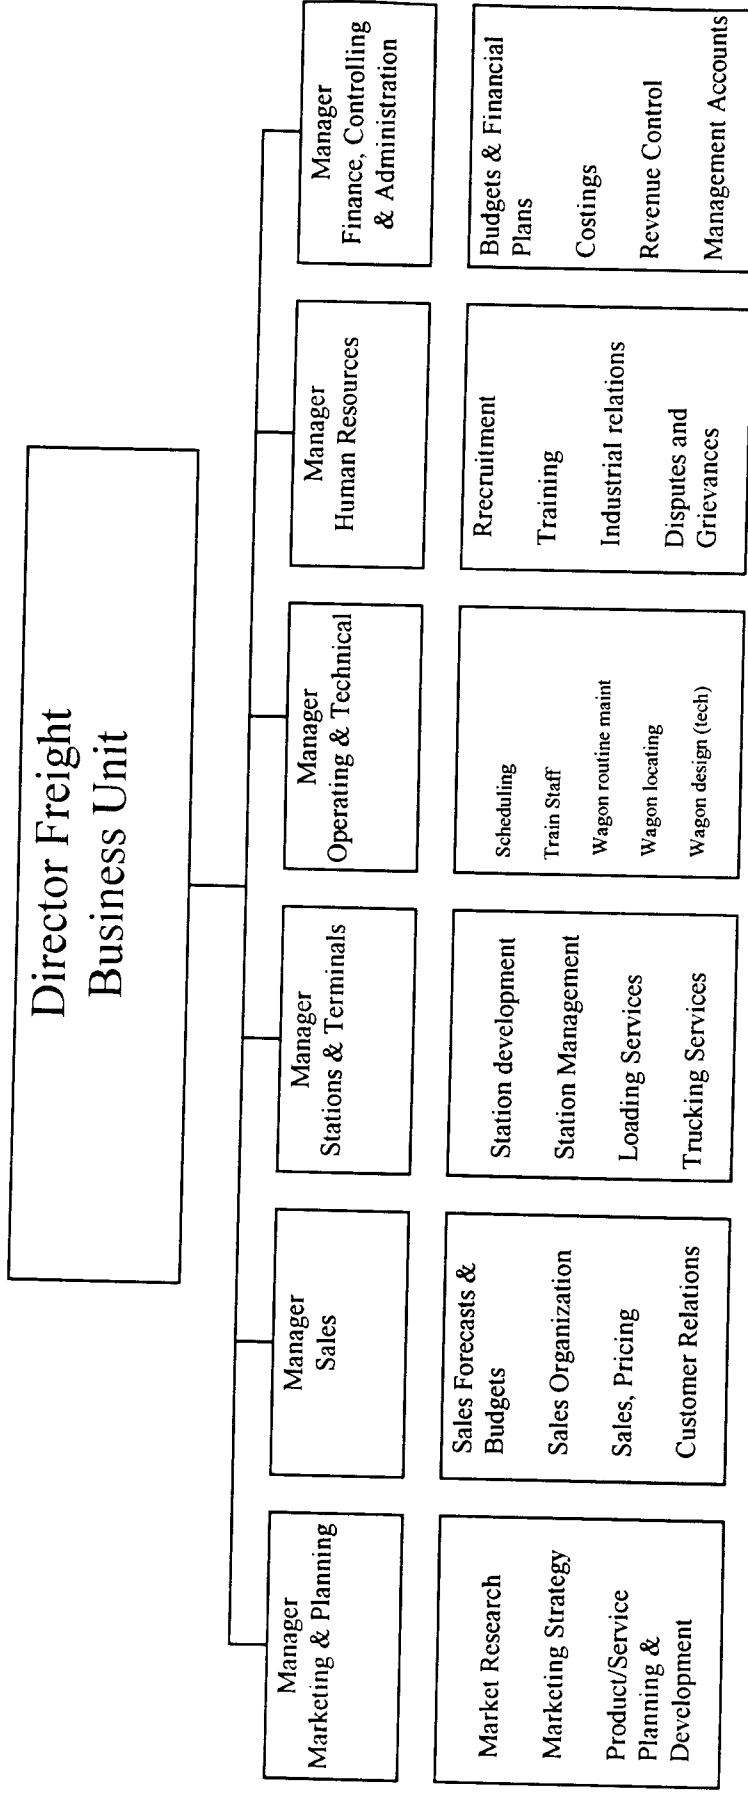 Director Freight
Business Unit
Manager
Marketing & Planning
Manager
Sales
Manager
Stations & Terminals
Manager
Operating & Technical
Manager
Human Resources
Manager
Finance, Controlling
& Administration
Market Research
Marketing Strategy
Product/Service
Planning &
Development
Sales Forecasts &
Budgets
Sales Organization
Sales, Pricing
Customer Relations
Station development
Station Management
Loading Services
Trucking Services
Scheduling
Train Staff
Wagon routine maint
Wagon locating
Wagon design (tech)
Rrecruitment
Training
Industrial relations
Disputes and
Grievances
Budgets & Financial
Plans
Costings
Revenue Control
Management Accounts